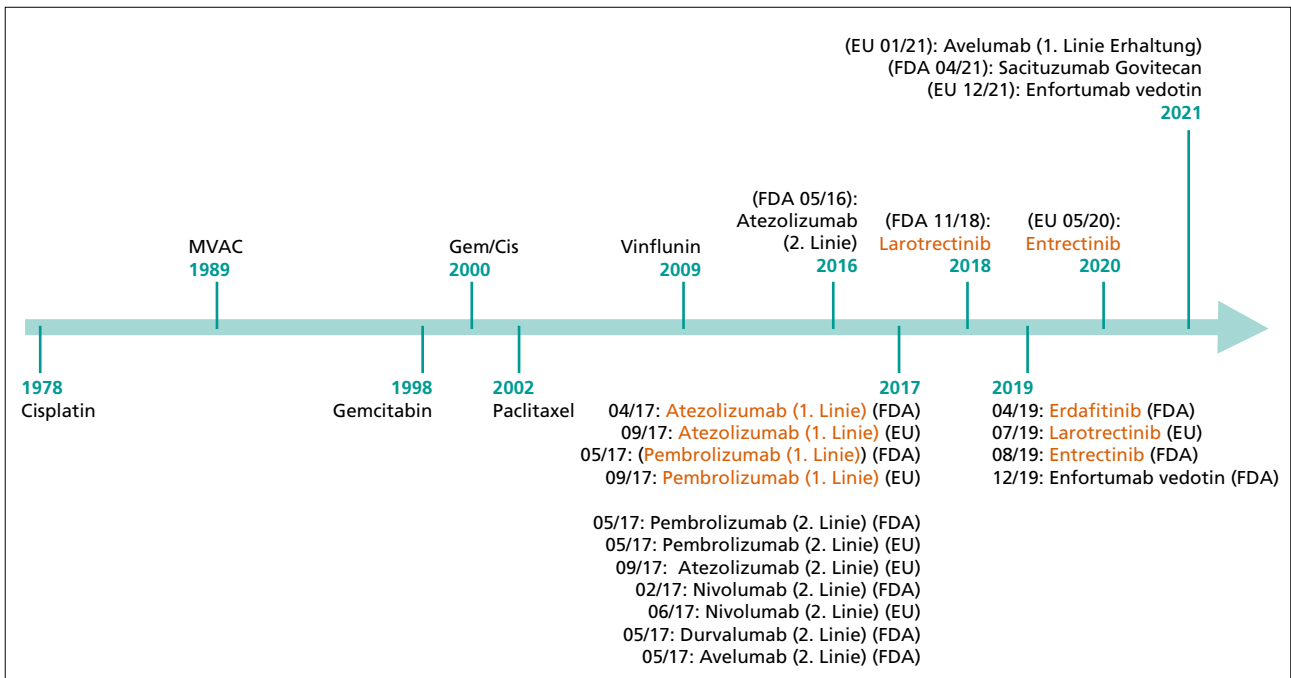 (EU 01/21): Avelumab (1. Linie Erhaltung)
(FDA 04/21): Sacituzumab Govitecan
(EU 12/21): Enfortumab vedotin
2021
MVAC
1989
Gem/Cis
2000
Vinflunin
2009
(FDA 05/16):
Atezolizumab
(2. Linie)
2016
(FDA 11/18):
Larotrectinib
2018
(EU 05/20):
Entrectinib
2020
1978
Cisplatin
1998
Gemcitabin
2002
Paclitaxel
2017
04/17: Atezolizumab (1. Linie) (FDA)
09/17: Atezolizumab (1. Linie) (EU)
05/17: (Pembrolizumab (1. Linie)) (FDA)
09/17: Pembrolizumab (1. Linie) (EU)
05/17: Pembrolizumab (2. Linie) (FDA)
05/17: Pembrolizumab (2. Linie) (EU)
09/17: Atezolizumab (2. Linie) (EU)
02/17: Nivolumab (2. Linie) (FDA)
06/17: Nivolumab (2. Linie) (EU)
05/17: Durvalumab (2. Linie) (FDA)
05/17: Avelumab (2. Linie) (FDA)
2019
04/19: Erdafitinib (FDA)
07/19: Larotrectinib (EU)
08/19: Entrectinib (FDA)
12/19: Enfortumab vedotin (FDA)